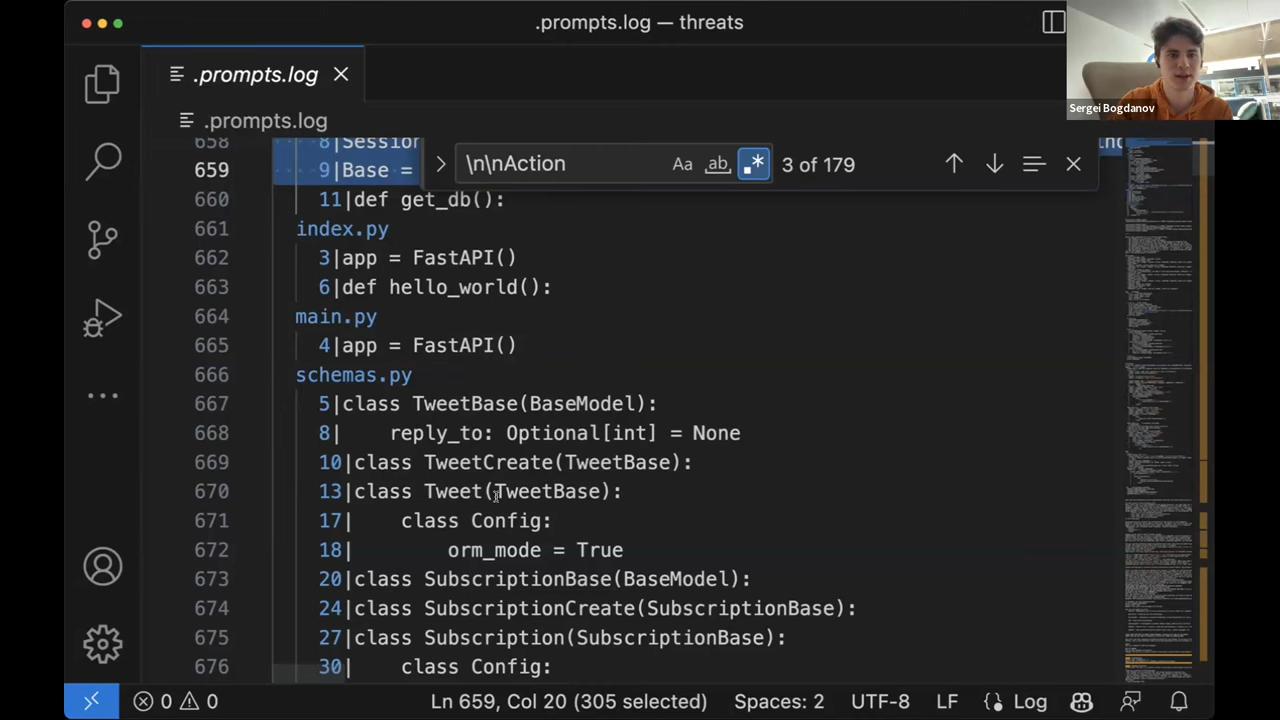 .prompts.log — threats
.prompts.log
.prompts.log
Sergei Bogdanov
\n\n\nAction
Aa
ab
.*
3 of 179
658 8|Session
659 9|Base =
660 11|def get_db():
661 index.py
662 3|app = FastAPI()
663 6|def hello_world():
664 main.py
665 4|app = FastAPI()
666 schemas.py
667 5|class TweetBase(BaseModel):
668 8| reply_to: Optional[int] = None
669 10|class TweetCreate(TweetBase):
670 13|class Tweet(TweetBase):
671 17| class Config:
672 18| orm_mode = True
673 20|class SubscriptionBase(BaseModel):
674 24|class SubscriptionCreate(SubscriptionBase):
675 27|class Subscription(SubscriptionBase):
676 30| class Config:
0 0 Ln 659, Col 20 (305 selected) Spaces: 2 UTF-8 LF Log